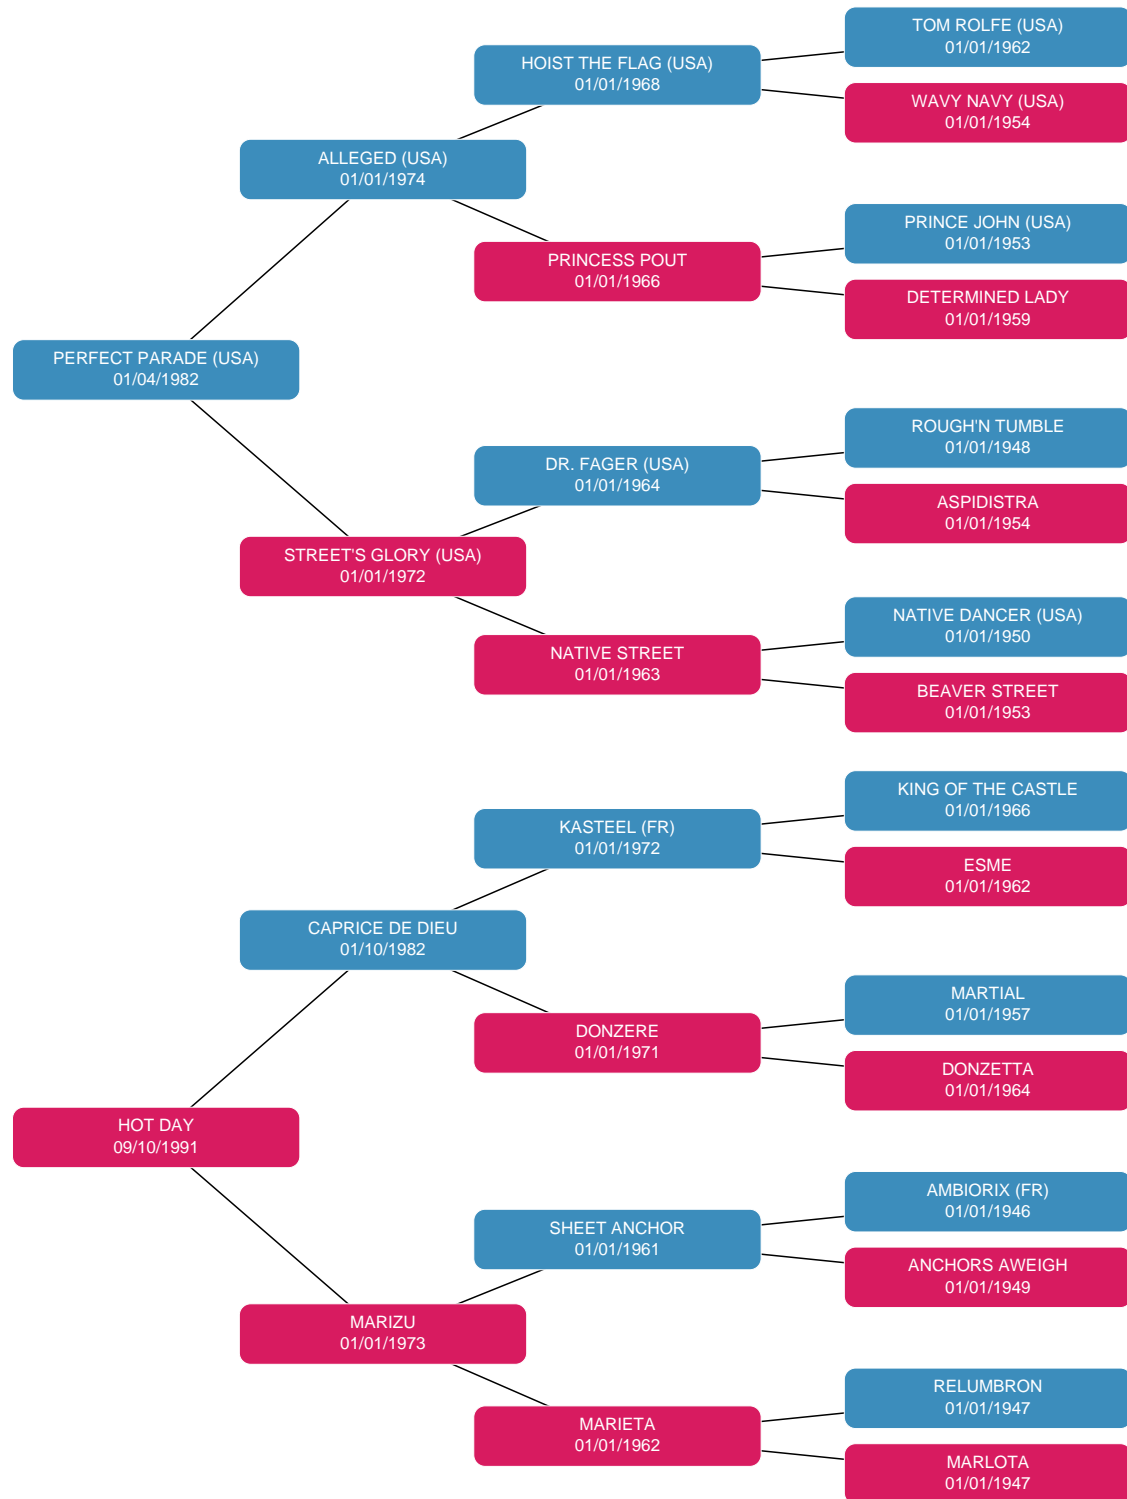 TOM ROLFE (USA)
01/01/1962
HOIST THE FLAG (USA)
01/01/1968
WAVY NAVY (USA)
01/01/1954
ALLEGED (USA)
01/01/1974
PRINCE JOHN (USA)
01/01/1953
PRINCESS POUT
01/01/1966
DETERMINED LADY
01/01/1959
PERFECT PARADE (USA)
01/04/1982
ROUGH'N TUMBLE
01/01/1948
DR. FAGER (USA)
01/01/1964
ASPIDISTRA
01/01/1954
STREET'S GLORY (USA)
01/01/1972
NATIVE DANCER (USA)
01/01/1950
NATIVE STREET
01/01/1963
BEAVER STREET
01/01/1953
KING OF THE CASTLE
01/01/1966
KASTEEL (FR)
01/01/1972
ESME
01/01/1962
CAPRICE DE DIEU
01/10/1982
MARTIAL
01/01/1957
DONZERE
01/01/1971
DONZETTA
01/01/1964
HOT DAY
09/10/1991
AMBIORIX (FR)
01/01/1946
SHEET ANCHOR
01/01/1961
ANCHORS AWEIGH
01/01/1949
MARIZU
01/01/1973
RELUMBRON
01/01/1947
MARIETA
01/01/1962
MARLOTA
01/01/1947